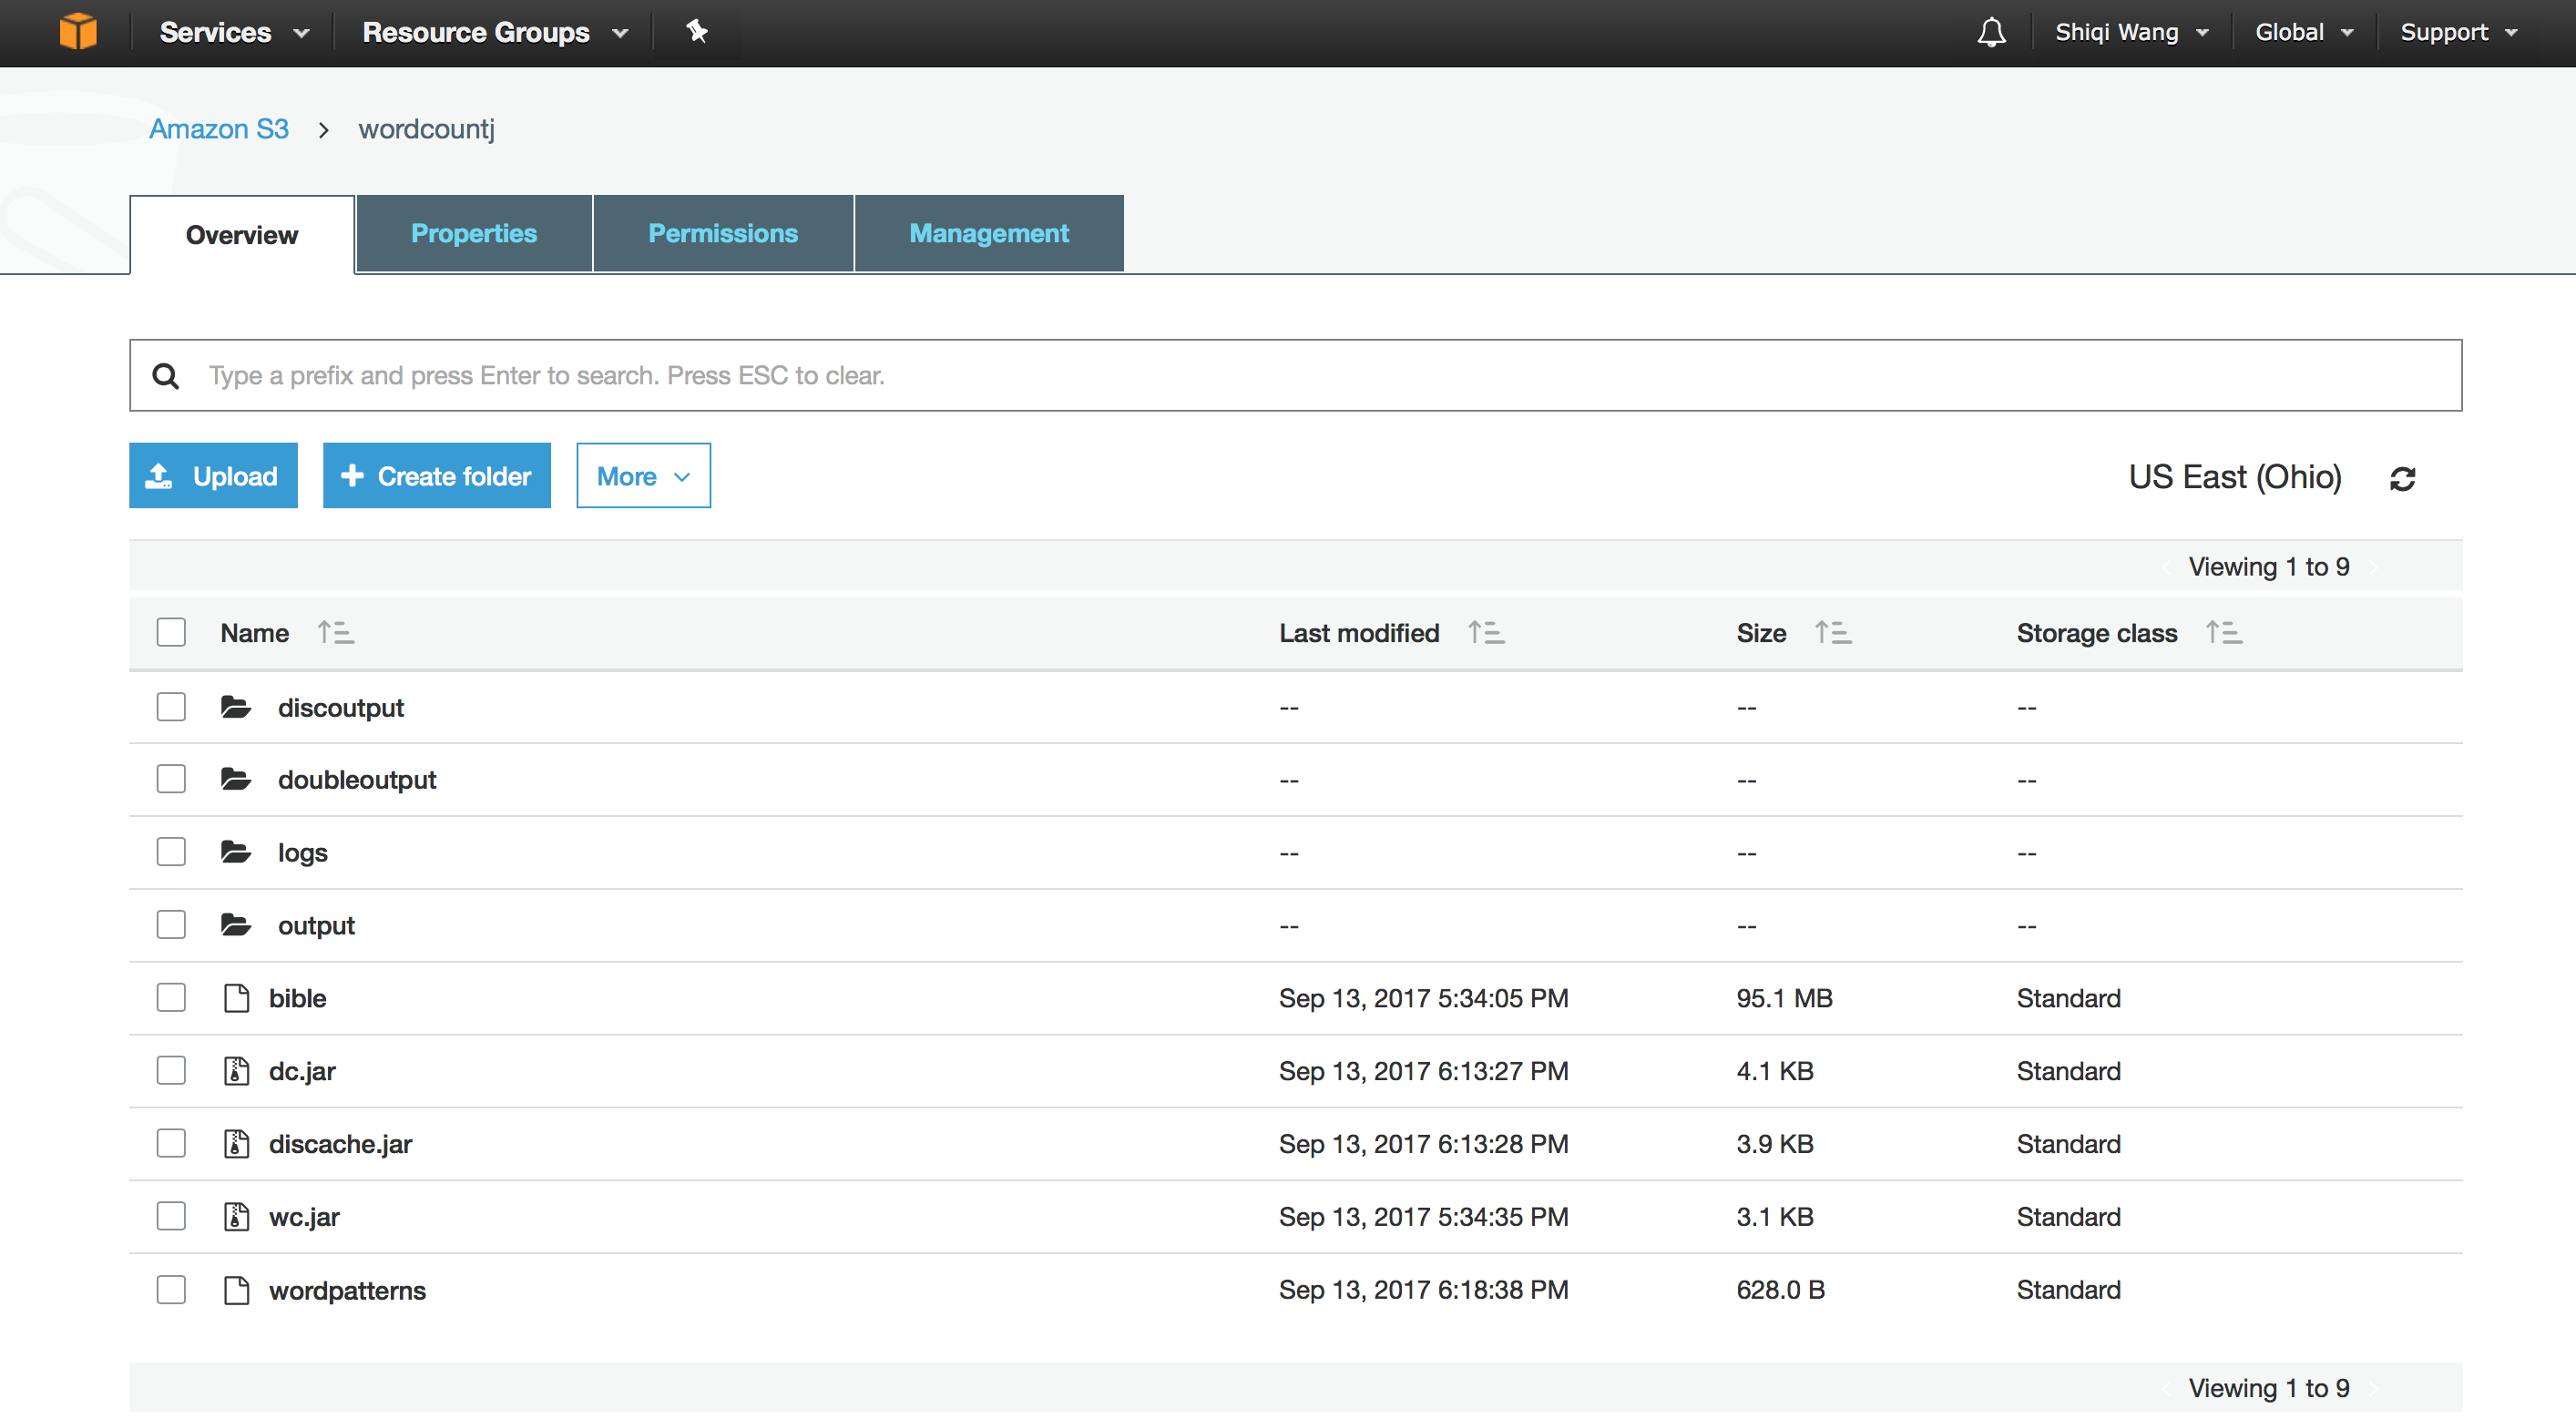 Services Resource Groups Shiqi Wang Global Support
Amazon S3 > wordcountj
Overview Properties Permissions Management
Type a prefix and press Enter to search. Press ESC to clear.
Upload + Create folder More US East (Ohio)
Viewing 1 to 9
Name Last modified Size Storage class
discoutput -- -- --
doubleoutput -- -- --
logs -- -- --
output -- -- --
bible Sep 13, 2017 5:34:05 PM 95.1 MB Standard
dc.jar Sep 13, 2017 6:13:27 PM 4.1 KB Standard
discache.jar Sep 13, 2017 6:13:28 PM 3.9 KB Standard
wc.jar Sep 13, 2017 5:34:35 PM 3.1 KB Standard
wordpatterns Sep 13, 2017 6:18:38 PM 628.0 B Standard
Viewing 1 to 9